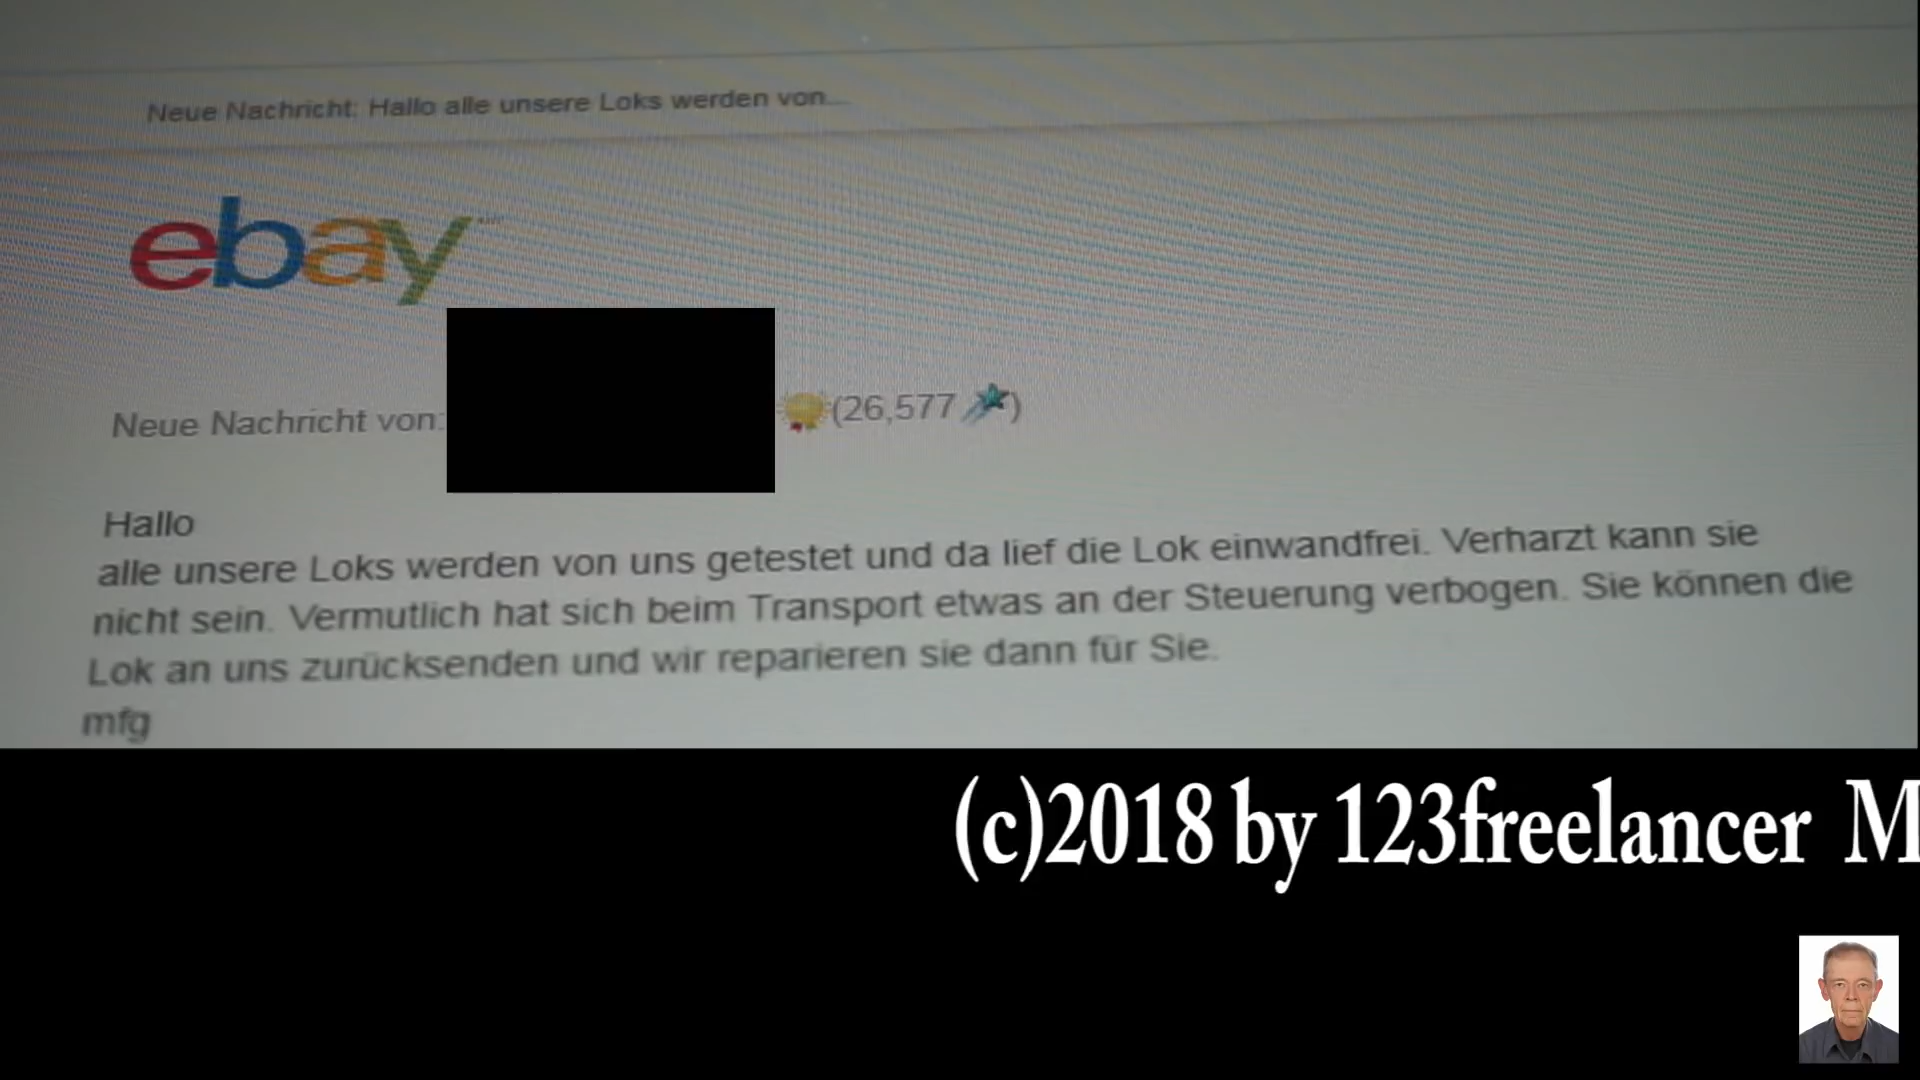 Neue Nachricht: Hallo alle unsere Loks werden von...
ebay
Neue Nachricht von:
(26,577)
Hallo
alle unsere Loks werden von uns getestet und da lief die Lok einwandfrei. Verharzt kann sie
nicht sein. Vermutlich hat sich beim Transport etwas an der Steuerung verbogen. Sie können die
Lok an uns zurücksenden und wir reparieren sie dann für Sie.
mfg
(c)2018 by 123freelancer M